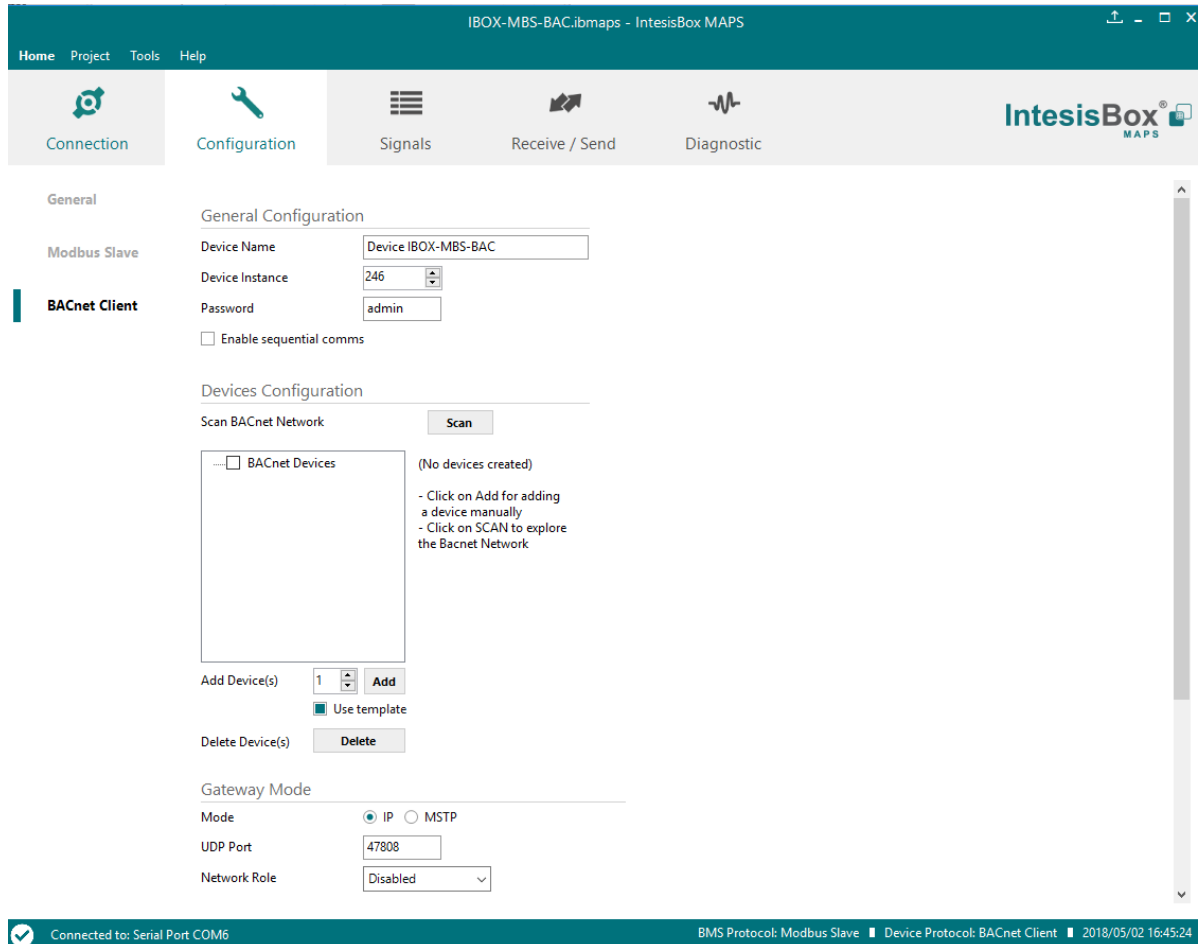 IBOX-MBS-BAC.ibmaps - IntesisBox MAPS
Home Project Tools Help
Connection Configuration Signals Receive / Send Diagnostic
IntesisBox®
MAPS
General
Modbus Slave
BACnet Client
General Configuration
Device Name Device IBOX-MBS-BAC
Device Instance 246
Password admin
Enable sequential comms
Devices Configuration
Scan BACnet Network Scan
BACnet Devices
(No devices created)
- Click on Add for adding
a device manually
- Click on SCAN to explore
the Bacnet Network
Add Device(s) 1 Add
Use template
Delete Device(s) Delete
Gateway Mode
Mode IP MSTP
UDP Port 47808
Network Role Disabled
Connected to: Serial Port COM6 BMS Protocol: Modbus Slave Device Protocol: BACnet Client 2018/05/02 16:45:24